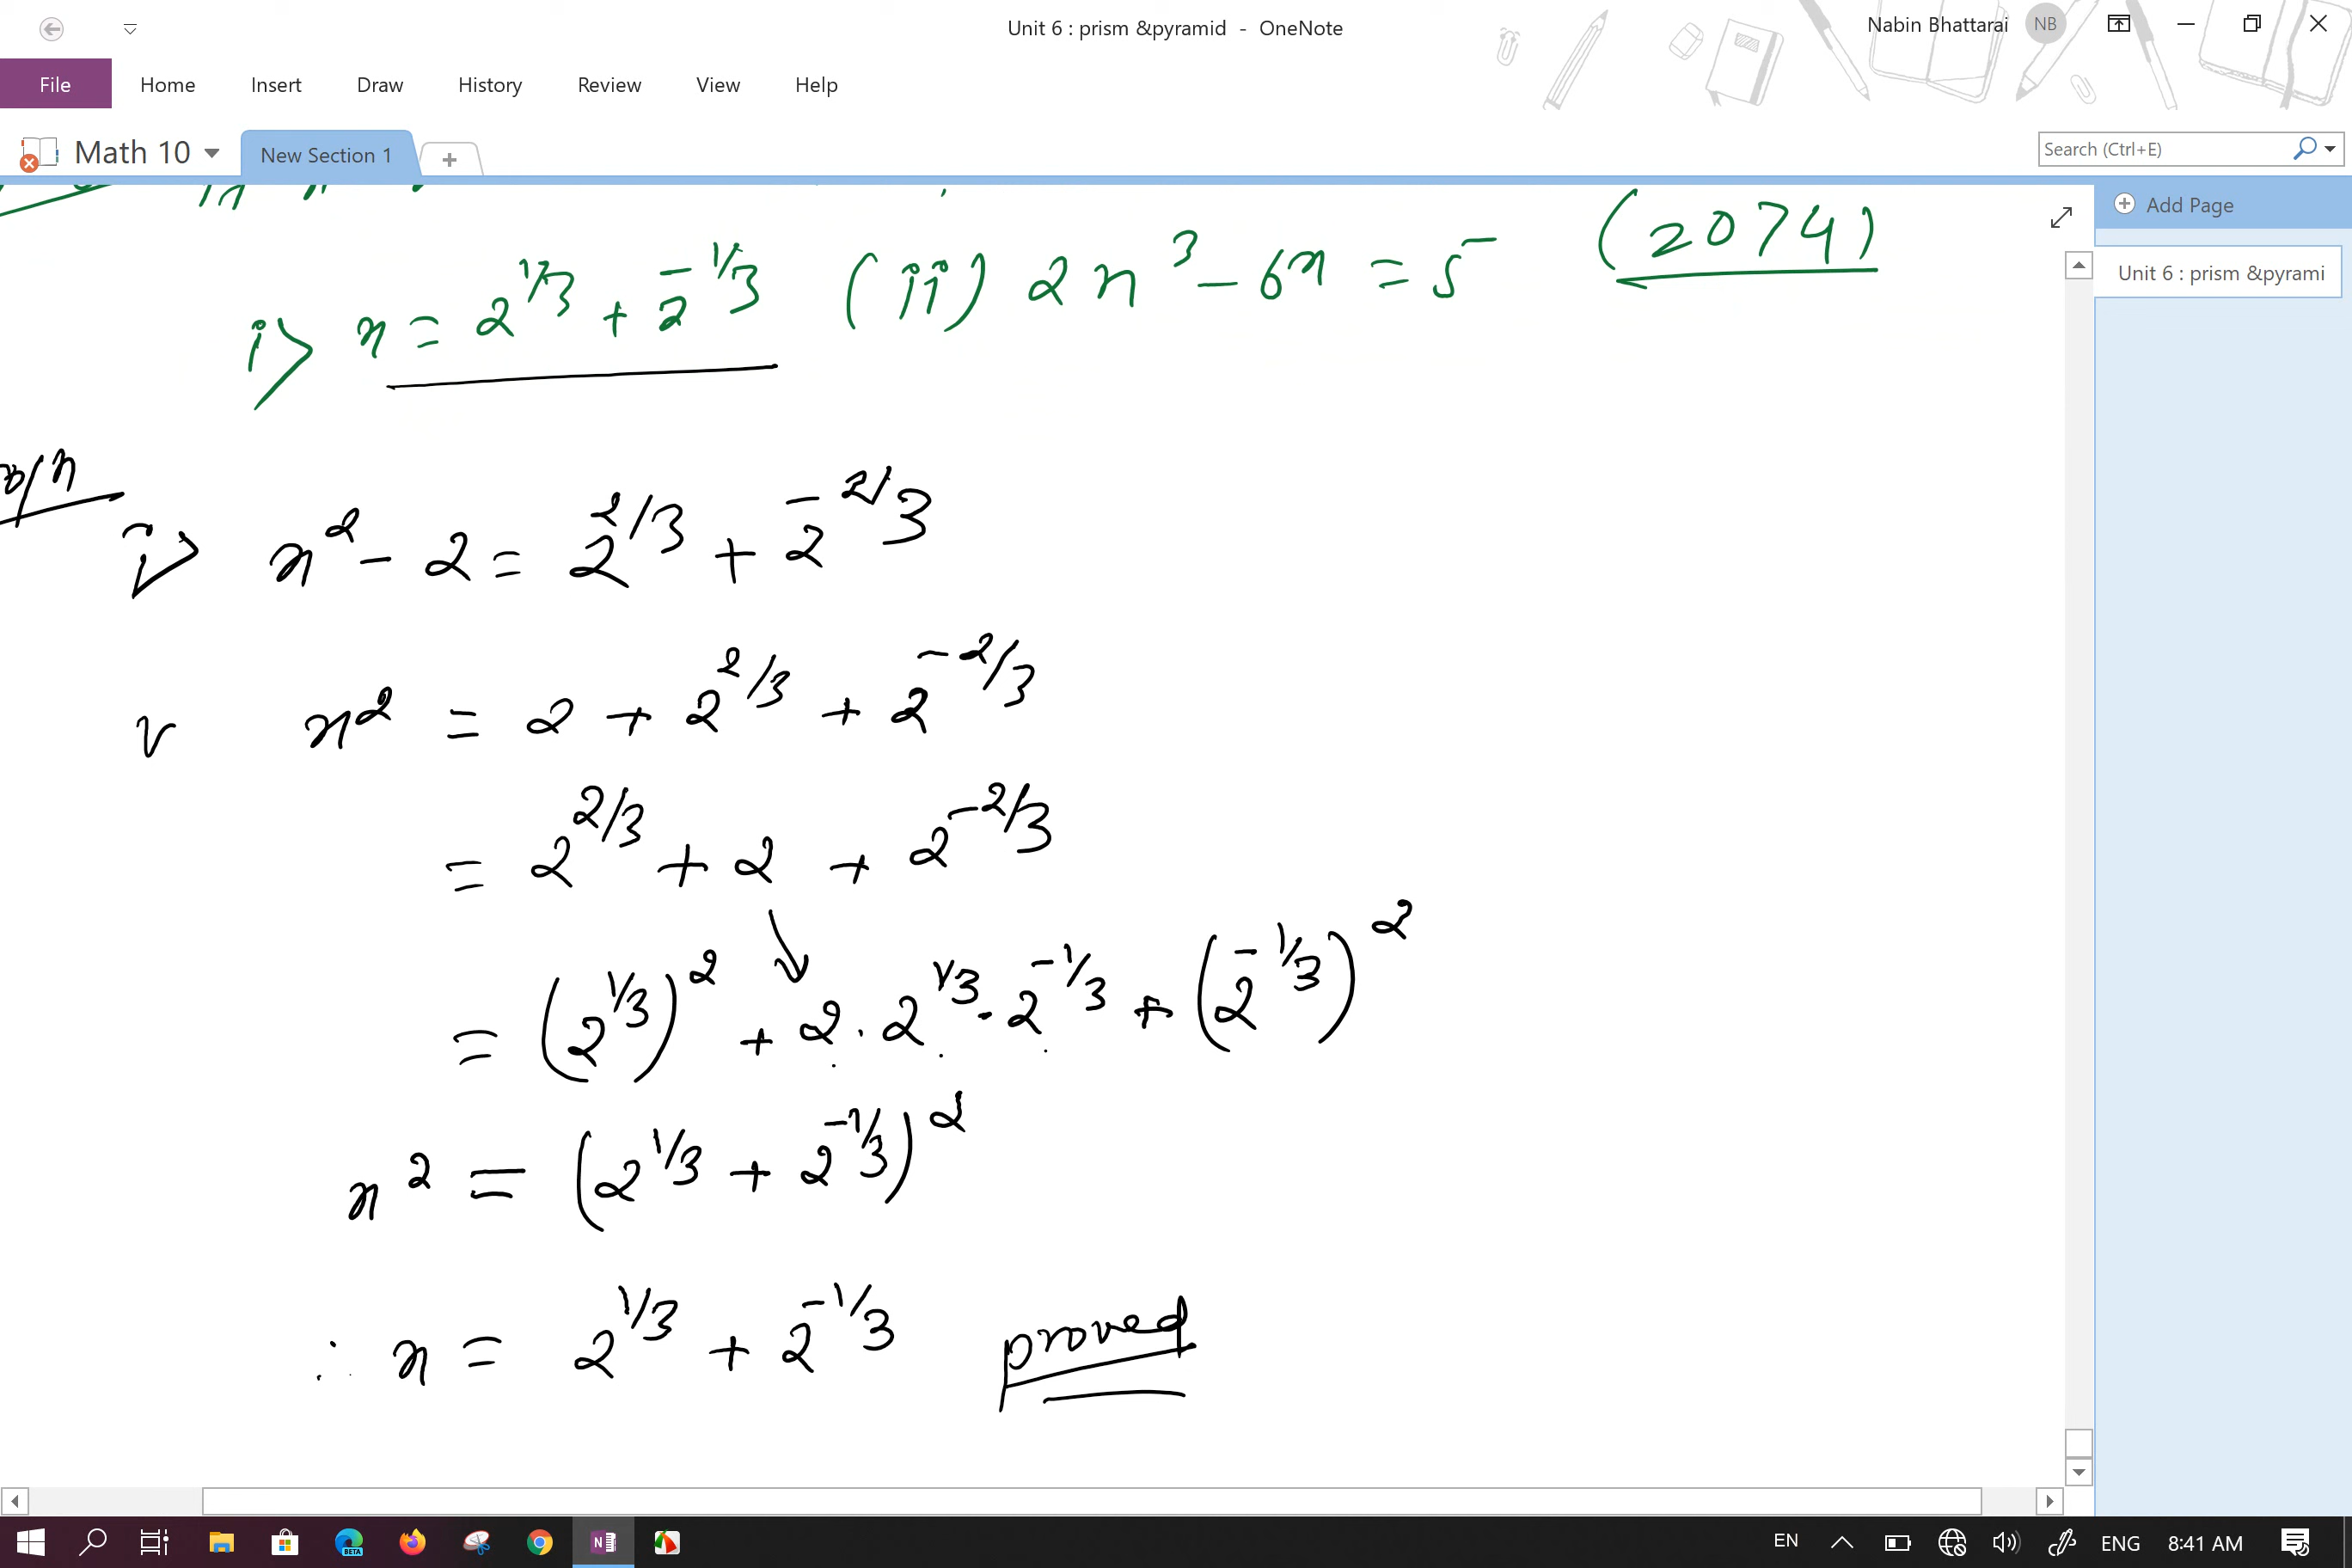 Unit 6 : prism &pyramid - OneNote
Nabin Bhattarai NB
File Home Insert Draw History Review View Help
Math 10 New Section 1 +
Search (Ctrl+E)
Add Page
Unit 6 : prism &pyrami
i> x = 2^{1/3} + 2^{-1/3} (ii) 2x^3 - 6x = 5 (2074)
i> x^2 - 2 = 2^{2/3} + 2^{-2/3}
x^2 = 2 + 2^{2/3} + 2^{-2/3}
= 2^{2/3} + 2 + 2^{-2/3}
= (2^{1/3})^2 + 2 . 2^{1/3} . 2^{-1/3} + (2^{-1/3})^2
x^2 = (2^{1/3} + 2^{-1/3})^2
∴ x = 2^{1/3} + 2^{-1/3} proved
EN ENG 8:41 AM